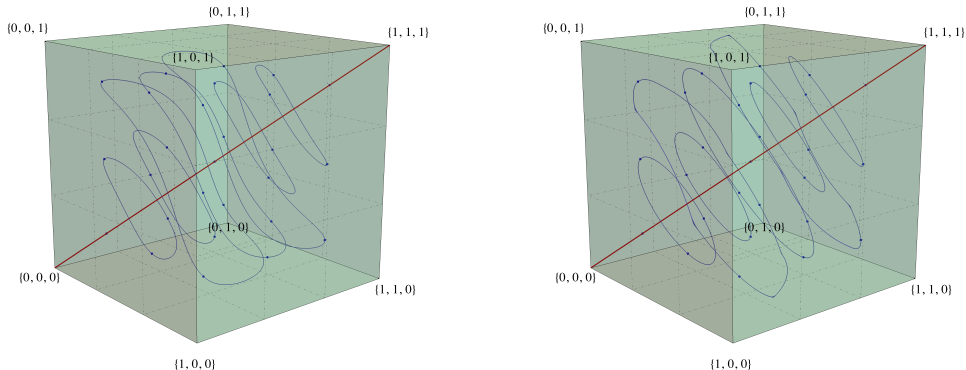 {0, 1, 1}
{0, 0, 1}
{1, 1, 1}
{1, 0, 1}
{0, 1, 0}
{0, 0, 0}
{1, 1, 0}
{1, 0, 0}
{0, 1, 1}
{0, 0, 1}
{1, 1, 1}
{1, 0, 1}
{0, 1, 0}
{0, 0, 0}
{1, 1, 0}
{1, 0, 0}